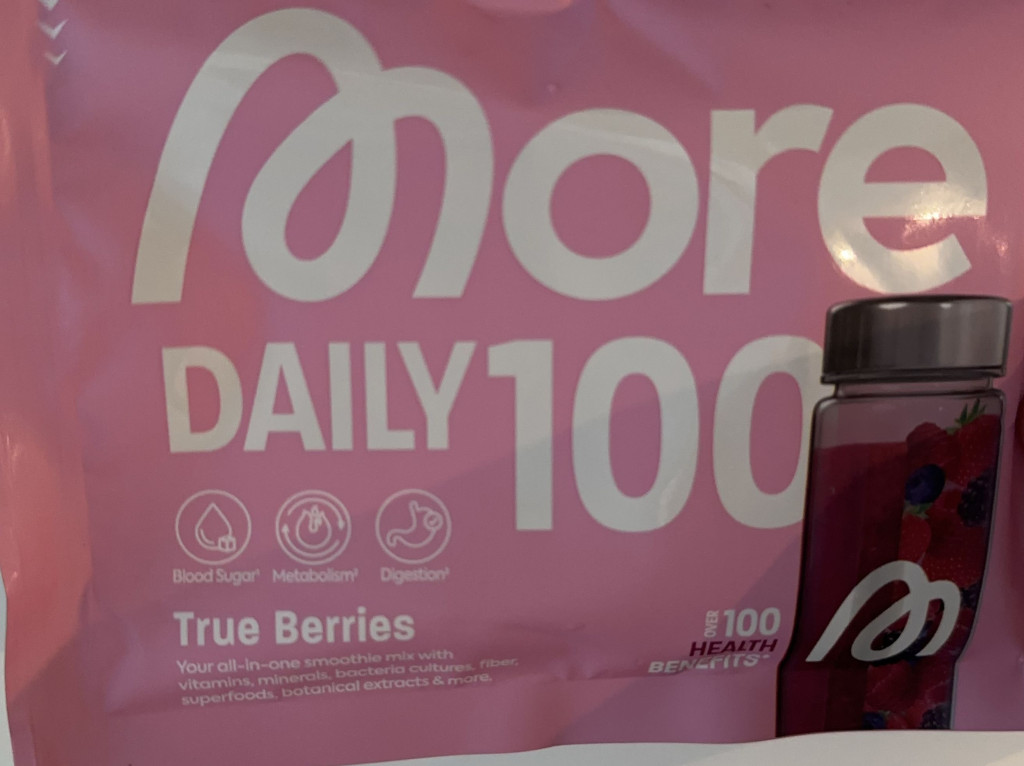 More
DAILY 100
Blood Sugar¹ Metabolism² Digestion³
True Berries
Your all-in-one smoothie mix with
vitamins, minerals, bacteria cultures, fiber,
superfoods, botanical extracts & more.
OVER 100
HEALTH
BENEFITS*
m